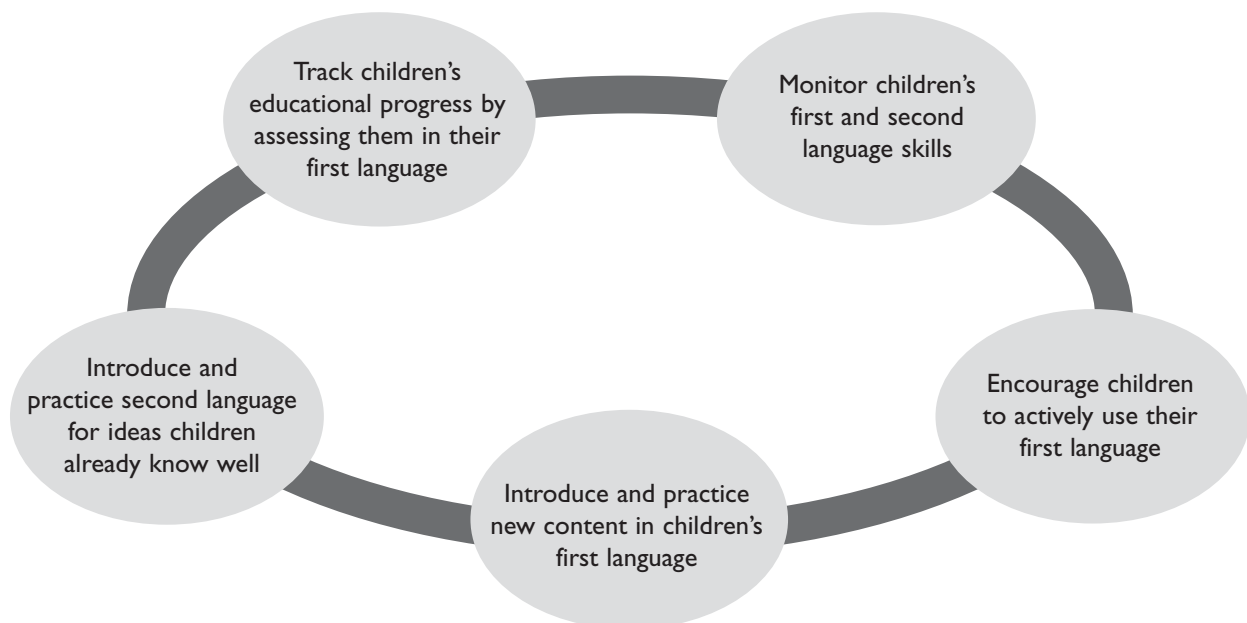 Track children's
educational progress by
assessing them in their
first language
Monitor children's
first and second
language skills
Encourage children
to actively use their
first language
Introduce and practice
new content in children's
first language
Introduce and
practice second language
for ideas children
already know well